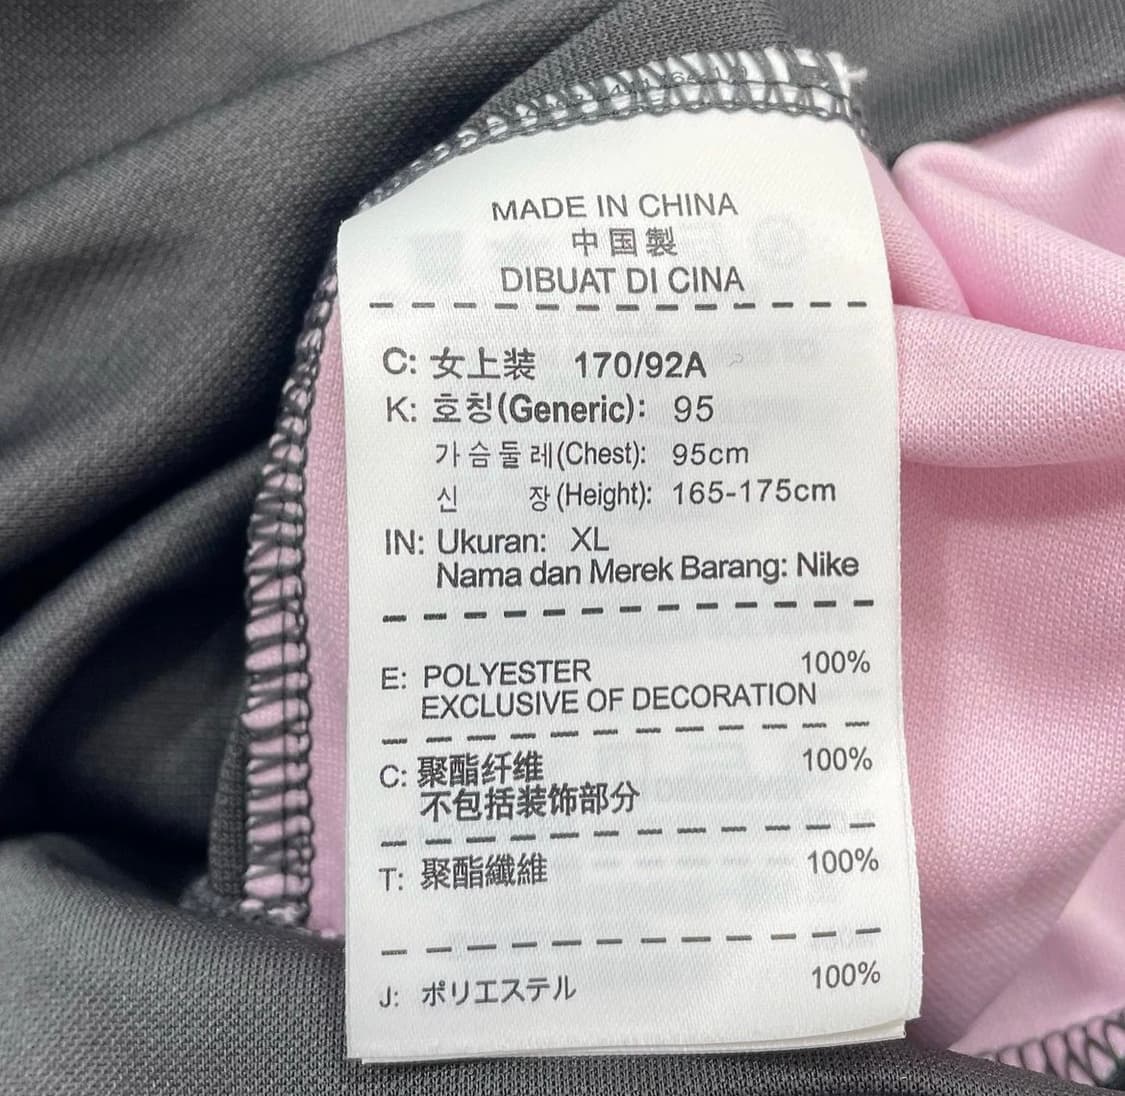 MADE IN CHINA
中国製
DIBUAT DI CINA
C: 女上装 170/92A
K: 호칭(Generic): 95
가슴둘레(Chest): 95cm
신 장(Height): 165-175cm
IN: Ukuran: XL
Nama dan Merek Barang: Nike
E: POLYESTER 100%
EXCLUSIVE OF DECORATION
C: 聚酯纤维 100%
不包括装饰部分
T: 聚酯纖維 100%
J: ポリエステル 100%